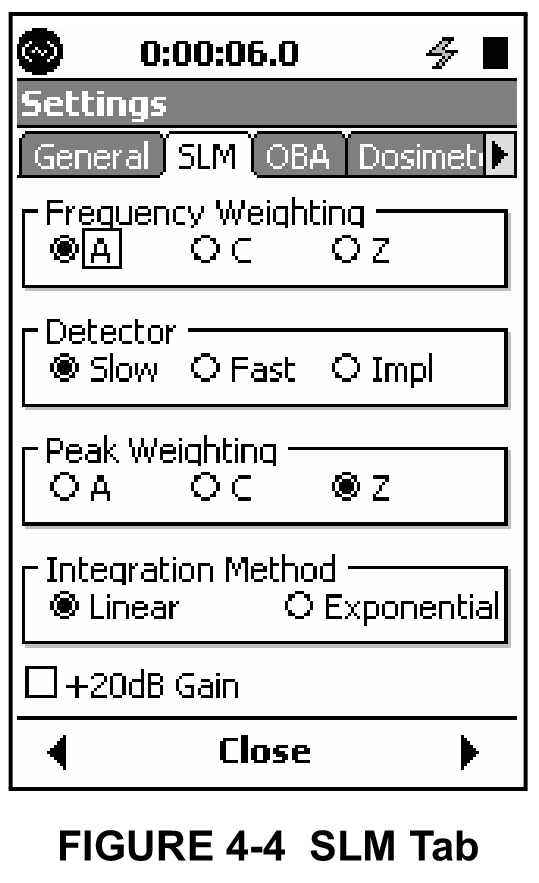 0:00:06.0
Settings
General SLM OBA Dosimet
Frequency Weighting
A C Z
Detector
Slow Fast Impl
Peak Weighting
A C Z
Integration Method
Linear Exponential
+20dB Gain
Close
FIGURE 4-4 SLM Tab